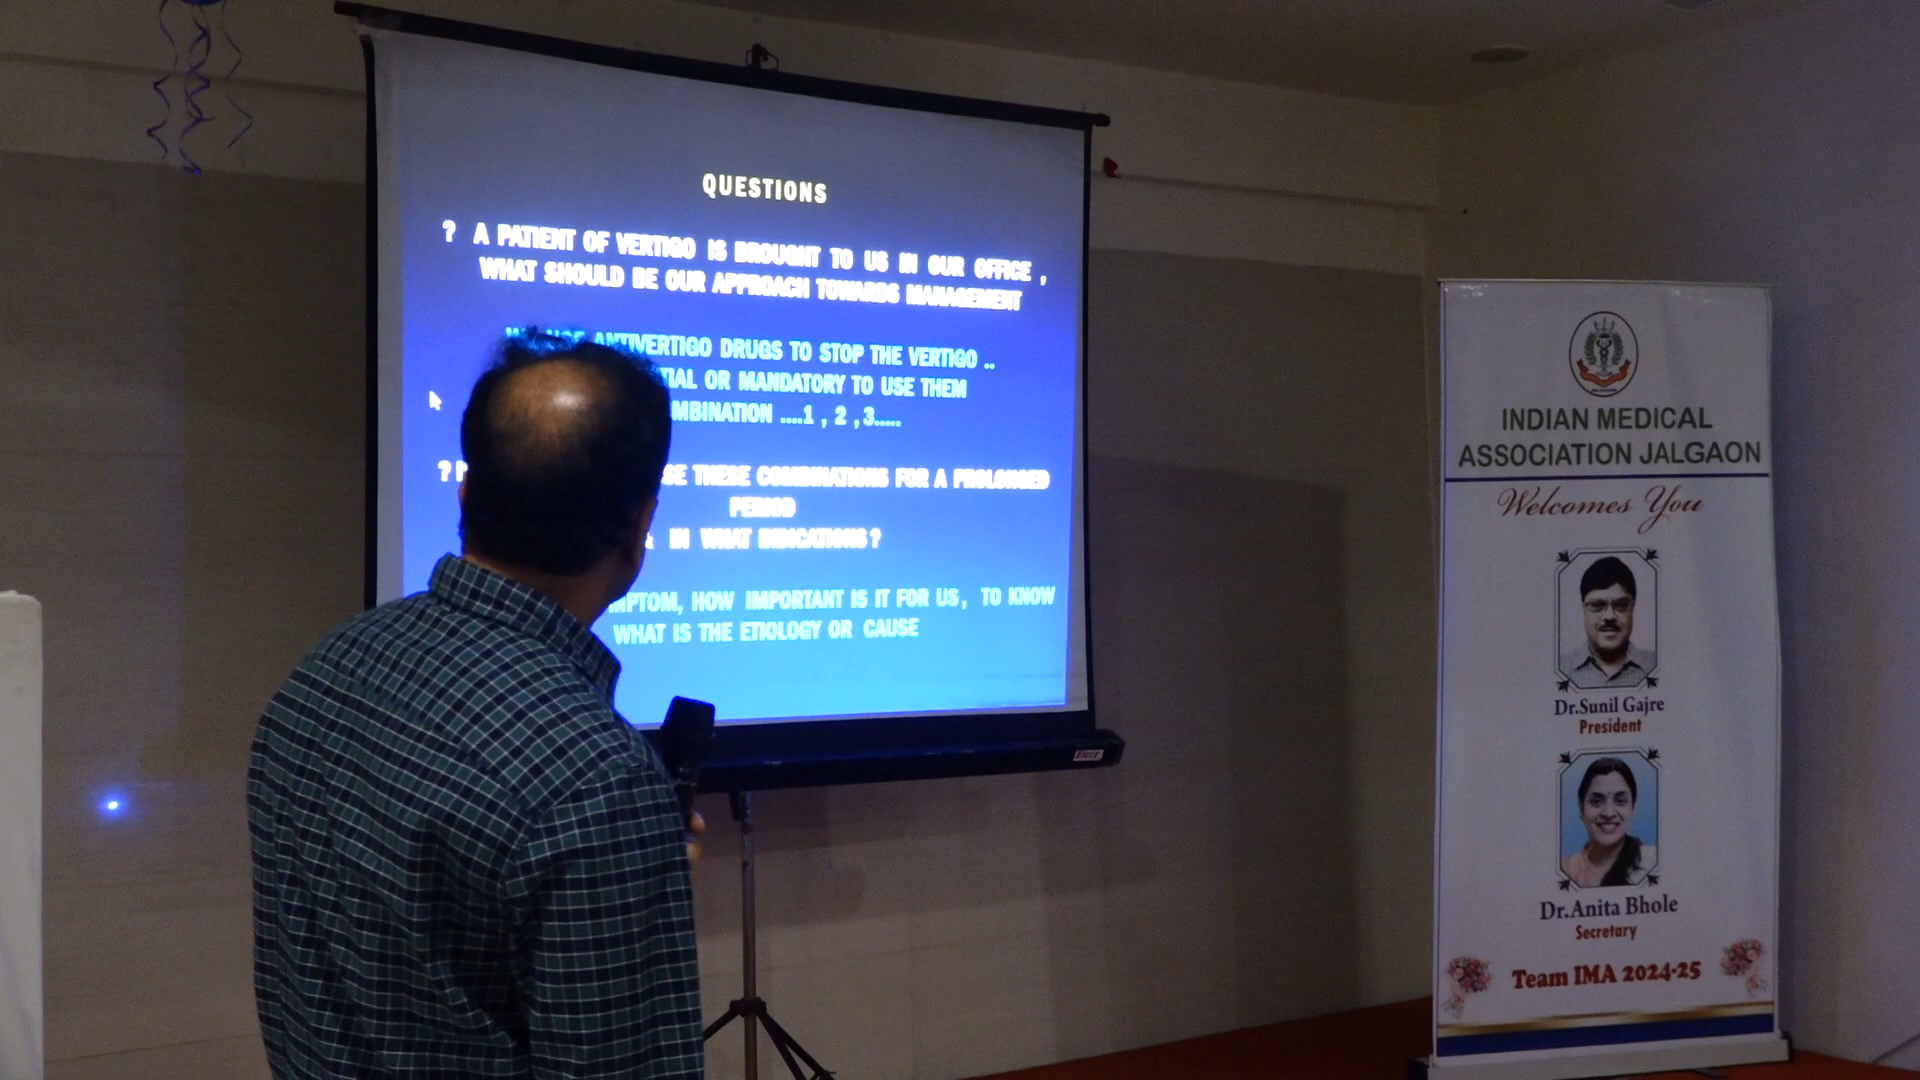 QUESTIONS
? A PATIENT OF VERTIGO IS BROUGHT TO US IN OUR OFFICE ,
WHAT SHOULD BE OUR APPROACH TOWARDS MANAGEMENT
ANTIVERTIGO DRUGS TO STOP THE VERTIGO ..
OR MANDATORY TO USE THEM
....1 , 2 ,3.....
? THESE COMBINATIONS FOR A PROLONGED
PERIOD
IN WHAT INDICATIONS ?
HOW IMPORTANT IS IT FOR US, TO KNOW
WHAT IS THE ETIOLOGY OR CAUSE
INDIAN MEDICAL
ASSOCIATION JALGAON
Welcomes You
Dr.Sunil Gajre
President
Dr.Anita Bhole
Secretary
Team IMA 2024-25